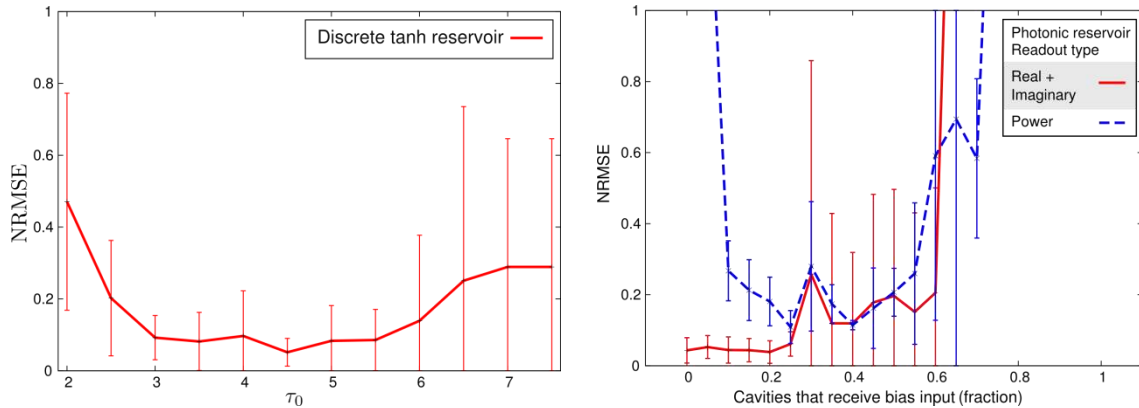 1
0.8
0.6
0.4
0.2
0
NRMSE
2
3
4
5
6
7
τ0
Discrete tanh reservoir
1
0.8
0.6
0.4
0.2
0
NRMSE
0
0.2
0.4
0.6
0.8
1
Cavities that receive bias input (fraction)
Photonic reservoir
Readout type
Real +
Imaginary
Power